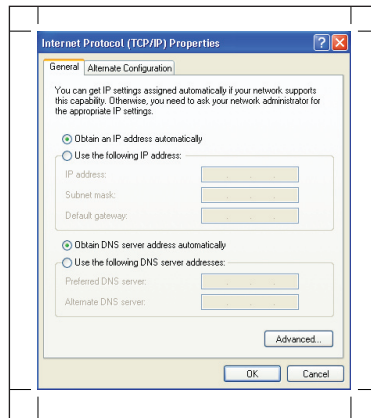 Internet Protocol (TCP/IP) Properties
General
Alternate Configuration
You can get IP settings assigned automatically if your network supports
this capability. Otherwise, you need to ask your network administrator for
the appropriate IP settings.
Obtain an IP address automatically
Use the following IP address:
IP address:
Subnet mask:
Default gateway:
Obtain DNS server address automatically
Use the following DNS server addresses:
Preferred DNS server:
Alternate DNS server:
Advanced...
OK
Cancel